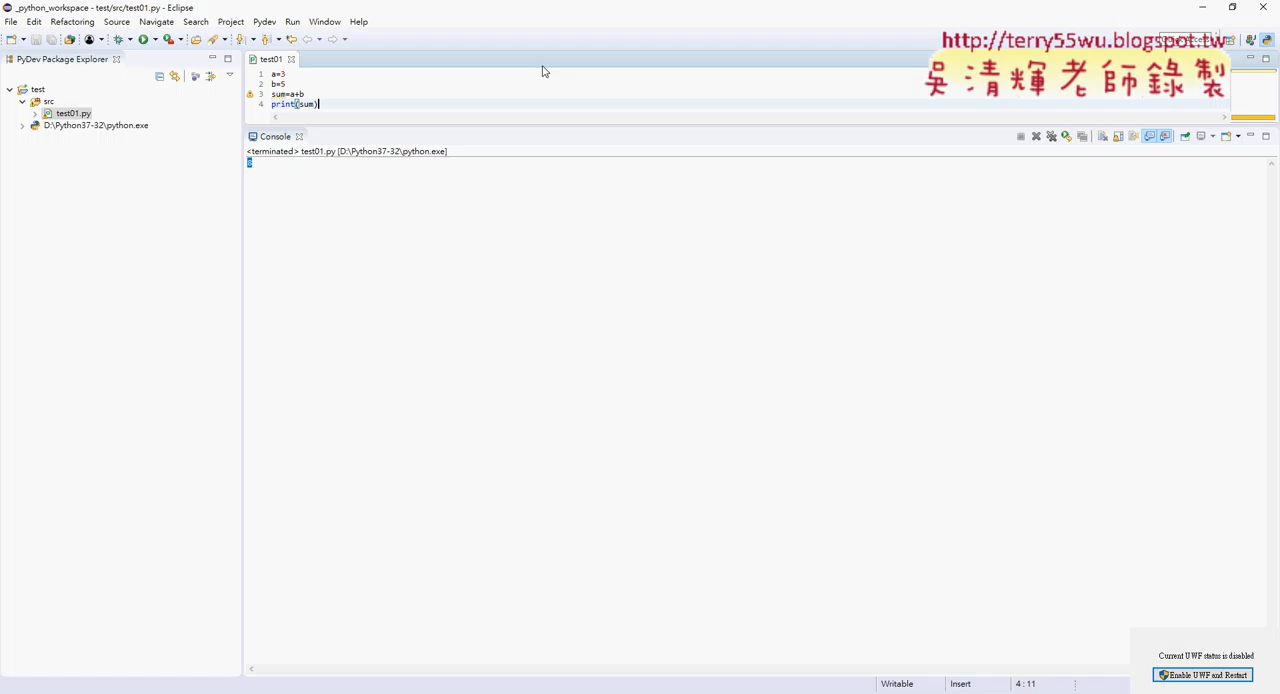 _python_workspace - test/src/test01.py - Eclipse
File Edit Refactoring Source Navigate Search Project Pydev Run Window Help
http://terry55wu.blogspot.tw
吳清輝老師錄製
PyDev Package Explorer
test01
test
src
test01.py
D:\Python37-32\python.exe
1 a=3
2 b=5
3 sum=a+b
4 print(sum)
Console
<terminated> test01.py [D:\Python37-32\python.exe]
8
Current UWF status is disabled
Enable UWF and Restart
Writable Insert 4 : 11